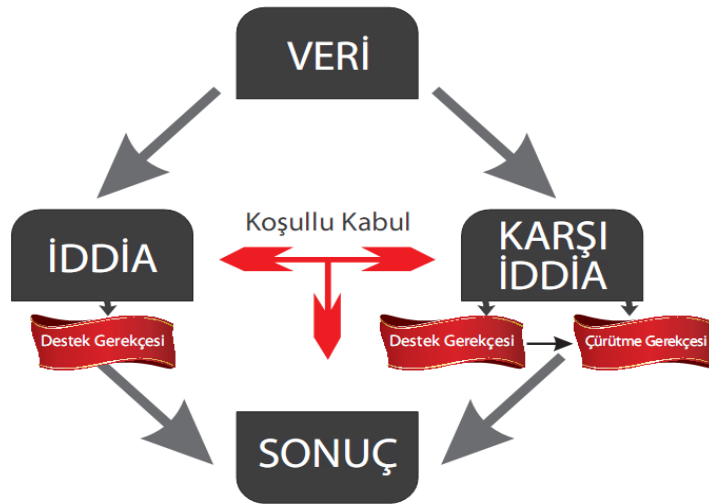 VERİ
Koşullu Kabul
İDDİA
KARŞI
İDDİA
Destek Gerekçesi
Destek Gerekçesi
Çürütme Gerekçesi
SONUÇ